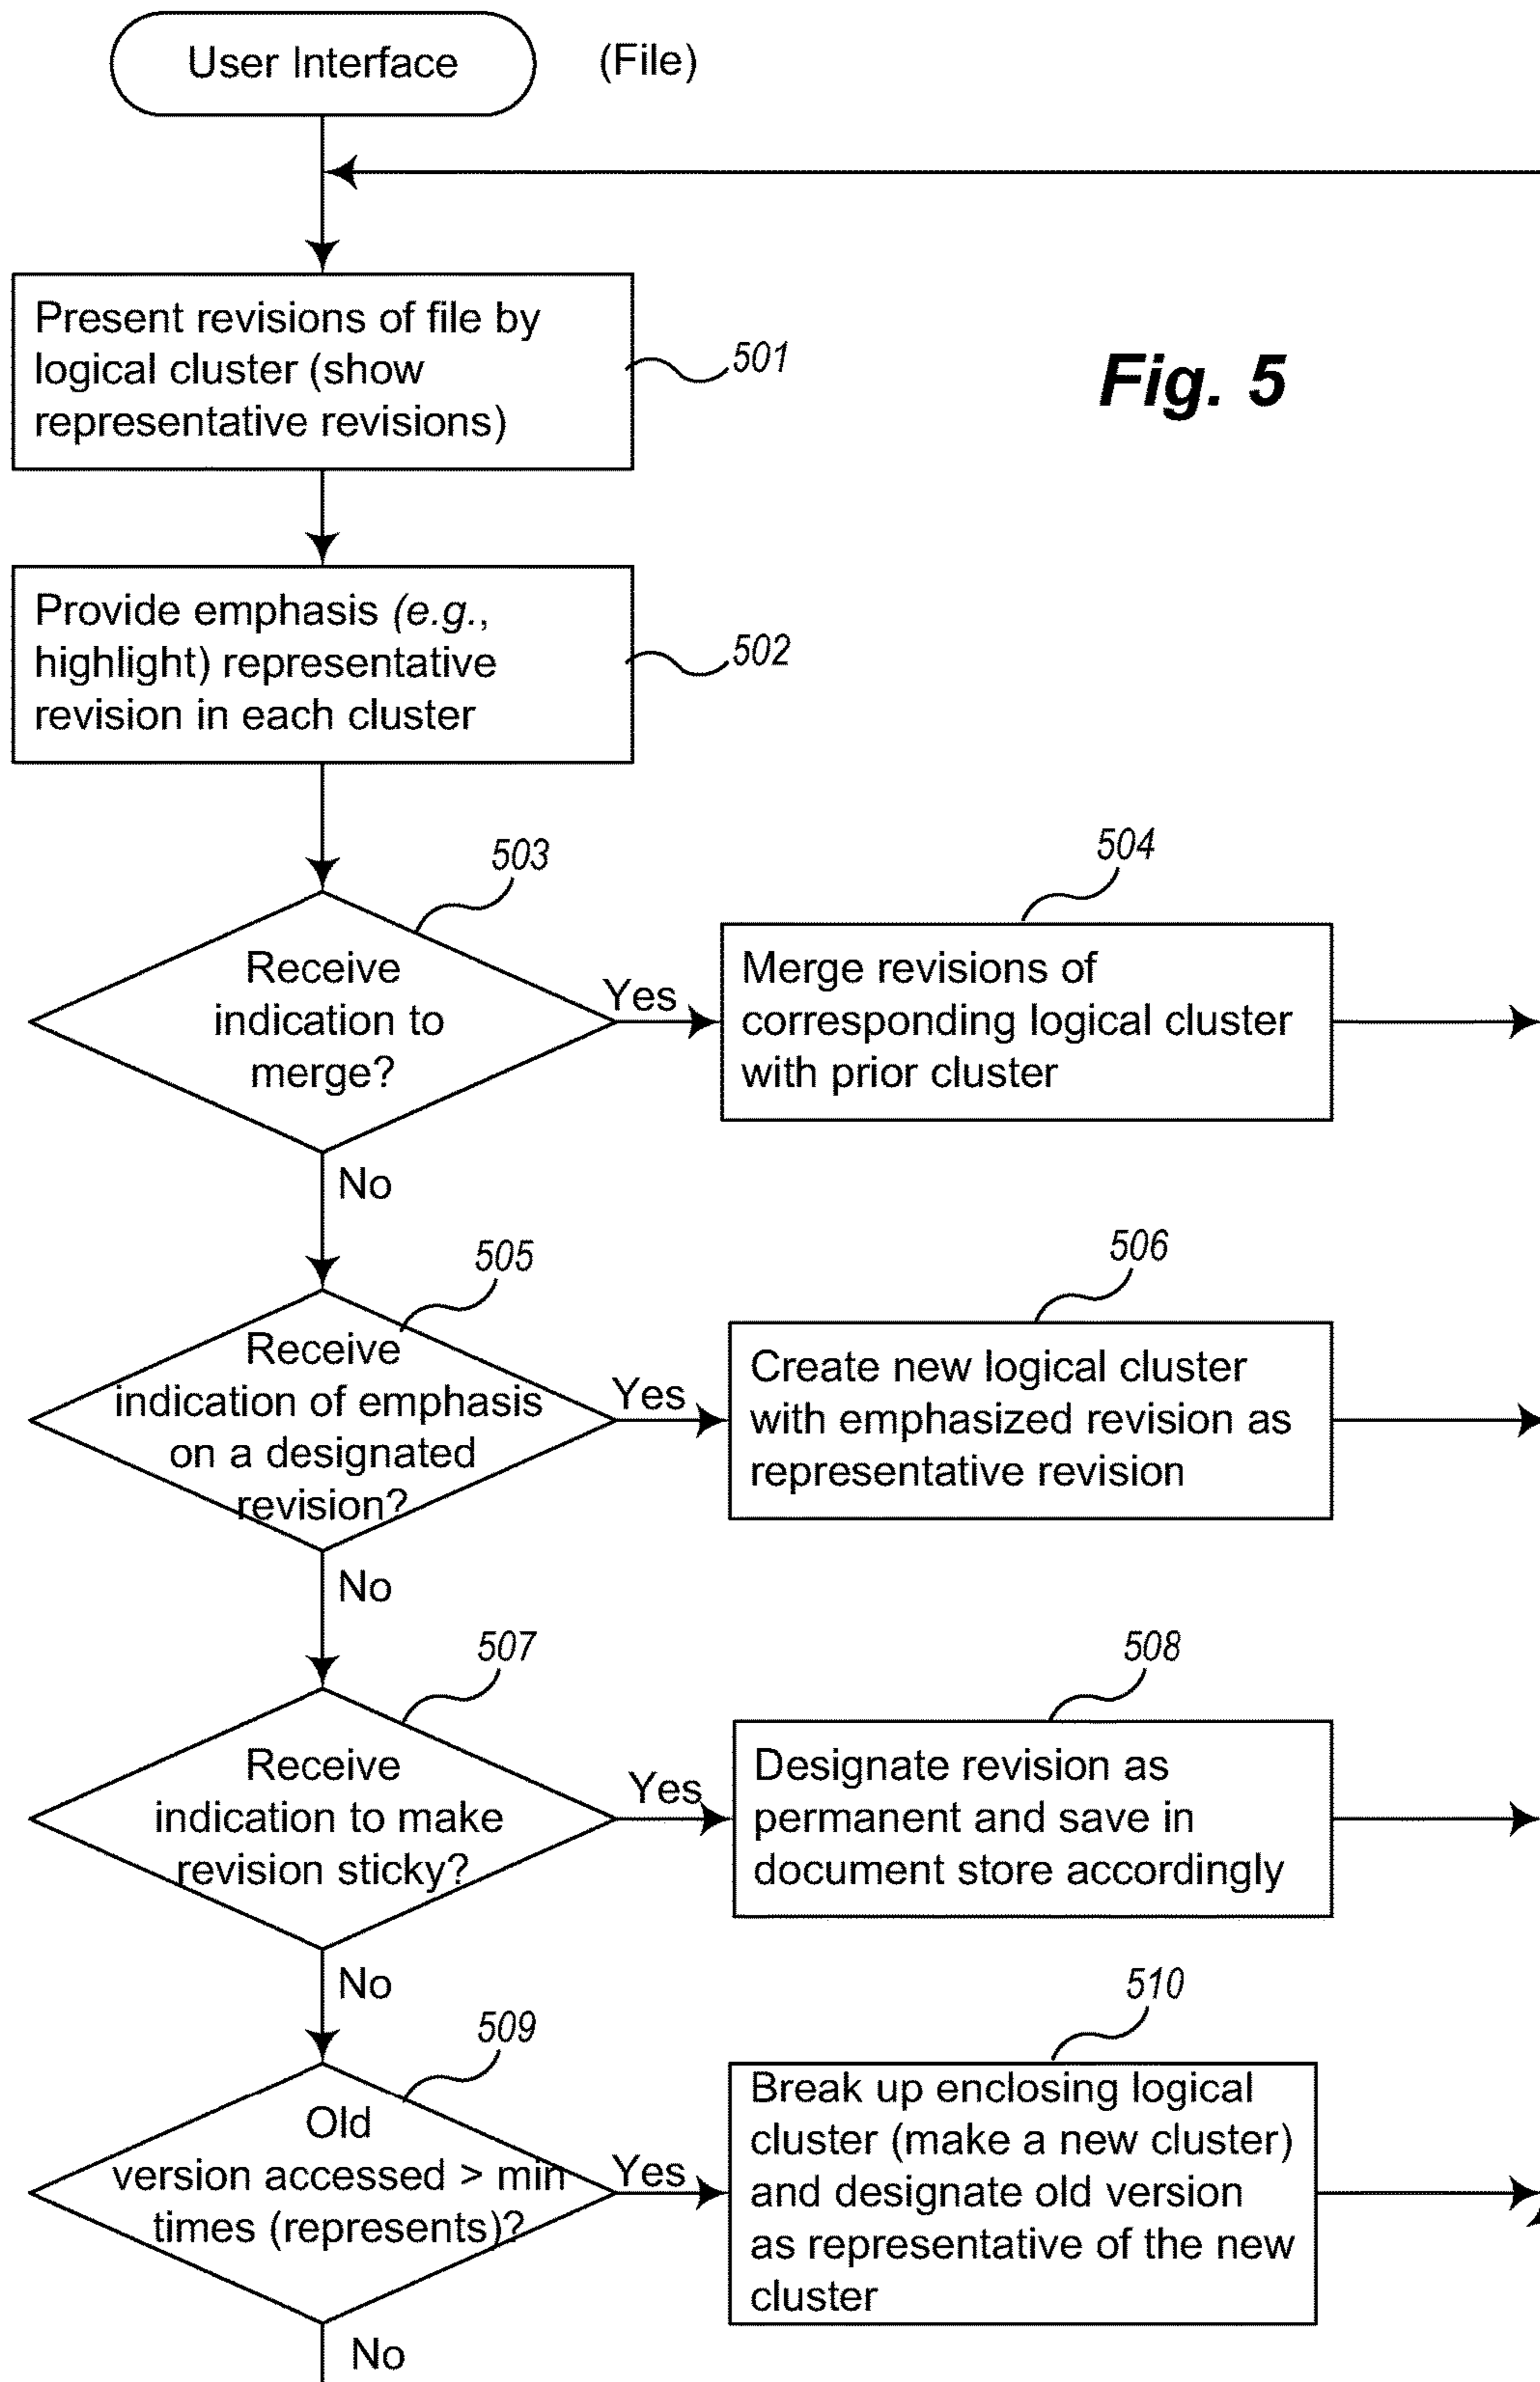 User Interface
(File)
Present revisions of file by
logical cluster (show
representative revisions)
501
Fig. 5
Provide emphasis (e.g.,
highlight) representative
revision in each cluster
502
503
Receive
indication to
merge?
Yes
504
Merge revisions of
corresponding logical cluster
with prior cluster
No
505
Receive
indication of emphasis
on a designated
revision?
Yes
506
Create new logical cluster
with emphasized revision as
representative revision
No
507
Receive
indication to make
revision sticky?
Yes
508
Designate revision as
permanent and save in
document store accordingly
No
509
Old
version accessed > min
times (represents)?
Yes
510
Break up enclosing logical
cluster (make a new cluster)
and designate old version
as representative of the new
cluster
No